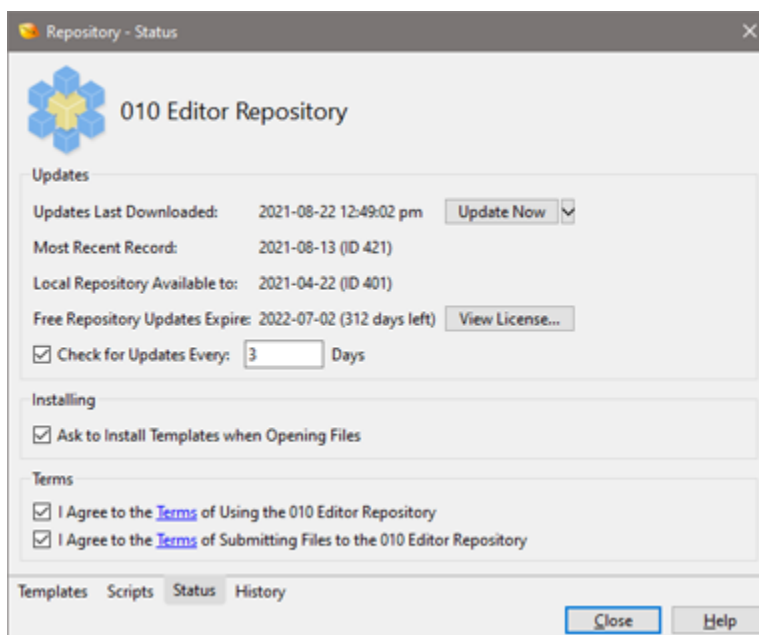 Repository - Status
010 Editor Repository
Updates
Updates Last Downloaded: 2021-08-22 12:49:02 pm Update Now
Most Recent Record: 2021-08-13 (ID 421)
Local Repository Available to: 2021-04-22 (ID 401)
Free Repository Updates Expire: 2022-07-02 (312 days left) View License...
Check for Updates Every: 3 Days
Installing
Ask to Install Templates when Opening Files
Terms
I Agree to the Terms of Using the 010 Editor Repository
I Agree to the Terms of Submitting Files to the 010 Editor Repository
Templates Scripts Status History
Close Help